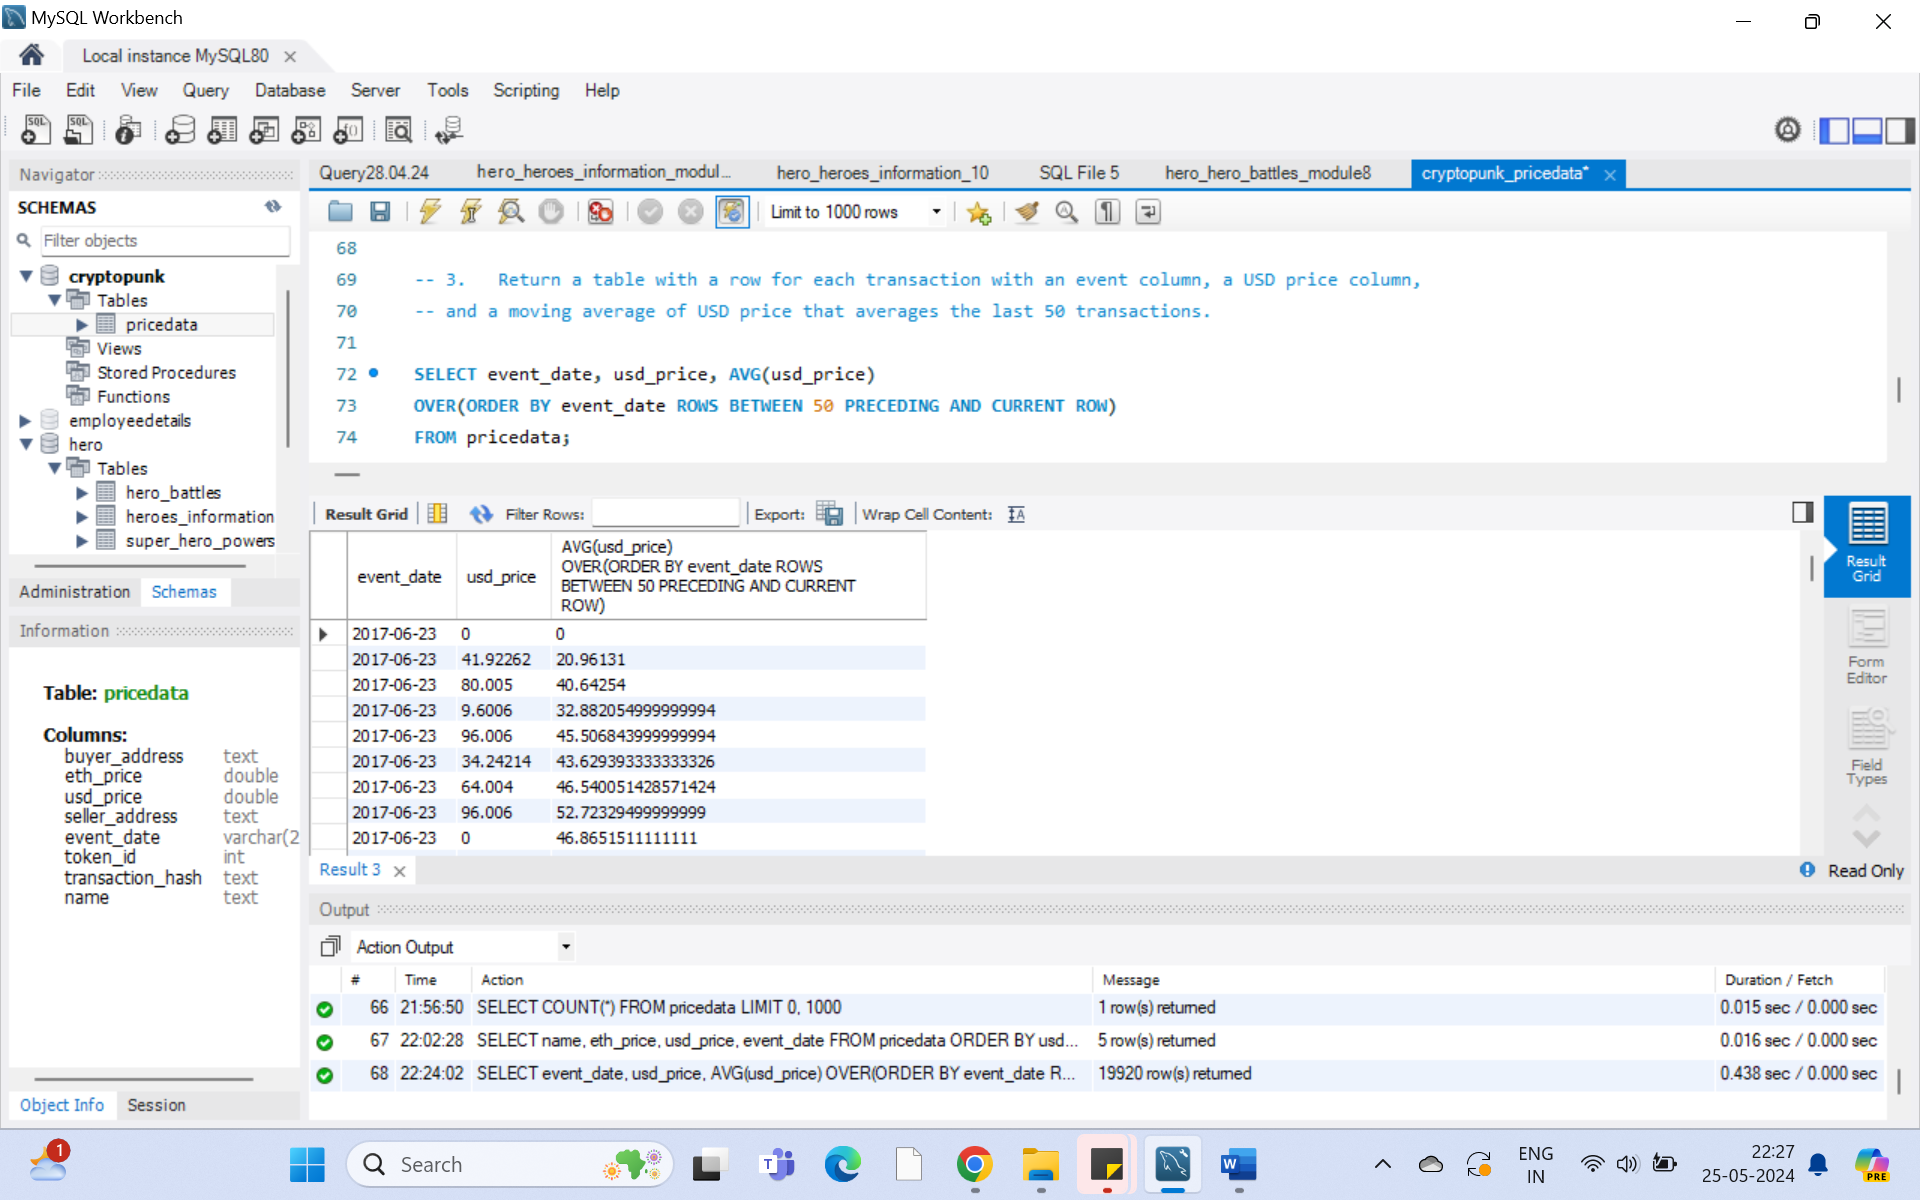 MySQL Workbench
Local instance MySQL80
File Edit View Query Database Server Tools Scripting Help
Navigator
SCHEMAS
Filter objects
cryptopunk
Tables
pricedata
Views
Stored Procedures
Functions
employeedetails
hero
Tables
hero_battles
heroes_information
super_hero_powers
Administration Schemas
Information
Table: pricedata
Columns:
buyer_address text
eth_price double
usd_price double
seller_address text
event_date varchar(2
token_id int
transaction_hash text
name text
Object Info Session
Query28.04.24 hero_heroes_information_modul... hero_heroes_information_10 SQL File 5 hero_hero_battles_module8 cryptopunk_pricedata*
Limit to 1000 rows
68
69 -- 3. Return a table with a row for each transaction with an event column, a USD price column,
70 -- and a moving average of USD price that averages the last 50 transactions.
71
72 SELECT event_date, usd_price, AVG(usd_price)
73 OVER(ORDER BY event_date ROWS BETWEEN 50 PRECEDING AND CURRENT ROW)
74 FROM pricedata;
Result Grid Filter Rows: Export: Wrap Cell Content:
event_date usd_price AVG(usd_price)
OVER(ORDER BY event_date ROWS
BETWEEN 50 PRECEDING AND CURRENT
ROW)
2017-06-23 0 0
2017-06-23 41.92262 20.96131
2017-06-23 80.005 40.64254
2017-06-23 9.6006 32.882054999999994
2017-06-23 96.006 45.506843999999994
2017-06-23 34.24214 43.629393333333326
2017-06-23 64.004 46.540051428571424
2017-06-23 96.006 52.72329499999999
2017-06-23 0 46.8651511111111
Result Grid
Form Editor
Field Types
Result 3
Read Only
Output
Action Output
# Time Action Message Duration / Fetch
66 21:56:50 SELECT COUNT(*) FROM pricedata LIMIT 0, 1000 1 row(s) returned 0.015 sec / 0.000 sec
67 22:02:28 SELECT name, eth_price, usd_price, event_date FROM pricedata ORDER BY usd... 5 row(s) returned 0.016 sec / 0.000 sec
68 22:24:02 SELECT event_date, usd_price, AVG(usd_price) OVER(ORDER BY event_date R... 19920 row(s) returned 0.438 sec / 0.000 sec
1
Search
ENG
IN
22:27
25-05-2024
PRE